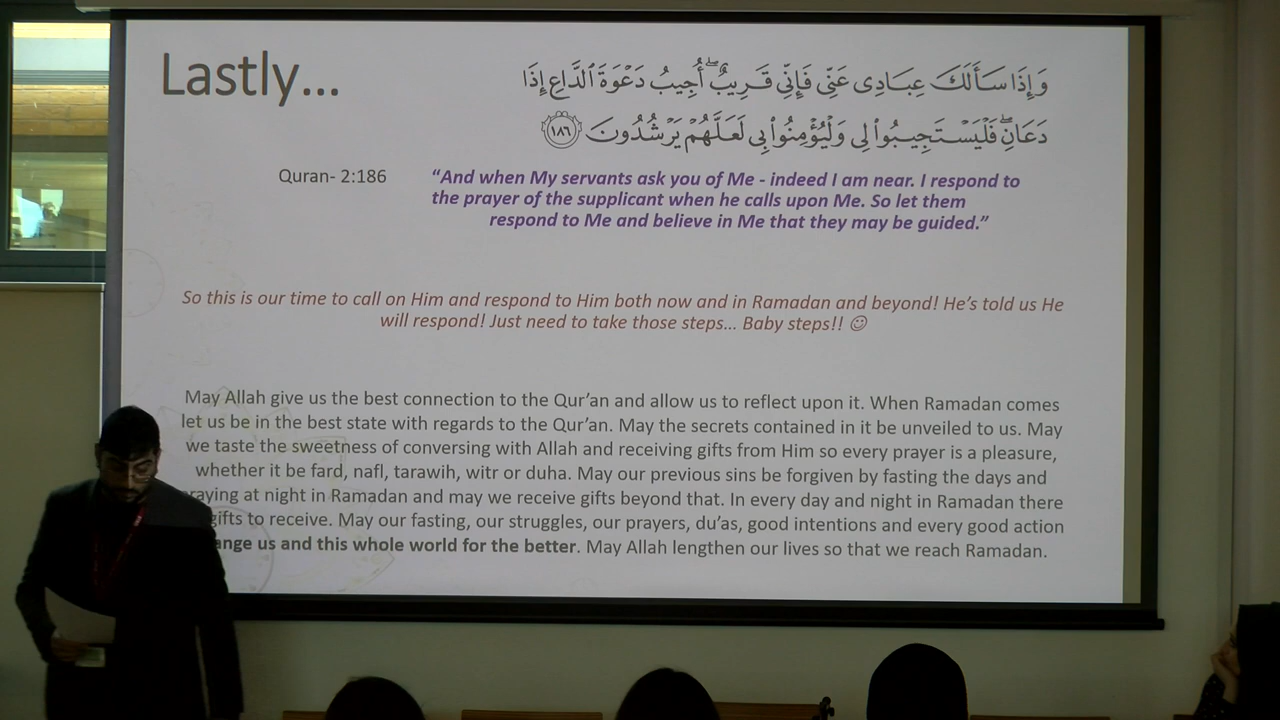 Lastly...
وَإِذَا سَأَلَكَ عِبَادِى عَنِّى فَإِنِّى قَرِيبٌ ۖ أُجِيبُ دَعْوَةَ ٱلدَّاعِ إِذَا
دَعَانِ ۖ فَلْيَسْتَجِيبُوا۟ لِى وَلْيُؤْمِنُوا۟ بِى لَعَلَّهُمْ يَرْشُدُونَ ١٨٦
Quran- 2:186
“And when My servants ask you of Me - indeed I am near. I respond to
the prayer of the supplicant when he calls upon Me. So let them
respond to Me and believe in Me that they may be guided.”
So this is our time to call on Him and respond to Him both now and in Ramadan and beyond! He’s told us He
will respond! Just need to take those steps... Baby steps!! ☺
May Allah give us the best connection to the Qur’an and allow us to reflect upon it. When Ramadan comes
let us be in the best state with regards to the Qur’an. May the secrets contained in it be unveiled to us. May
we taste the sweetness of conversing with Allah and receiving gifts from Him so every prayer is a pleasure,
whether it be fard, nafl, tarawih, witr or duha. May our previous sins be forgiven by fasting the days and
raying at night in Ramadan and may we receive gifts beyond that. In every day and night in Ramadan there
gifts to receive. May our fasting, our struggles, our prayers, du’as, good intentions and every good action
ange us and this whole world for the better. May Allah lengthen our lives so that we reach Ramadan.